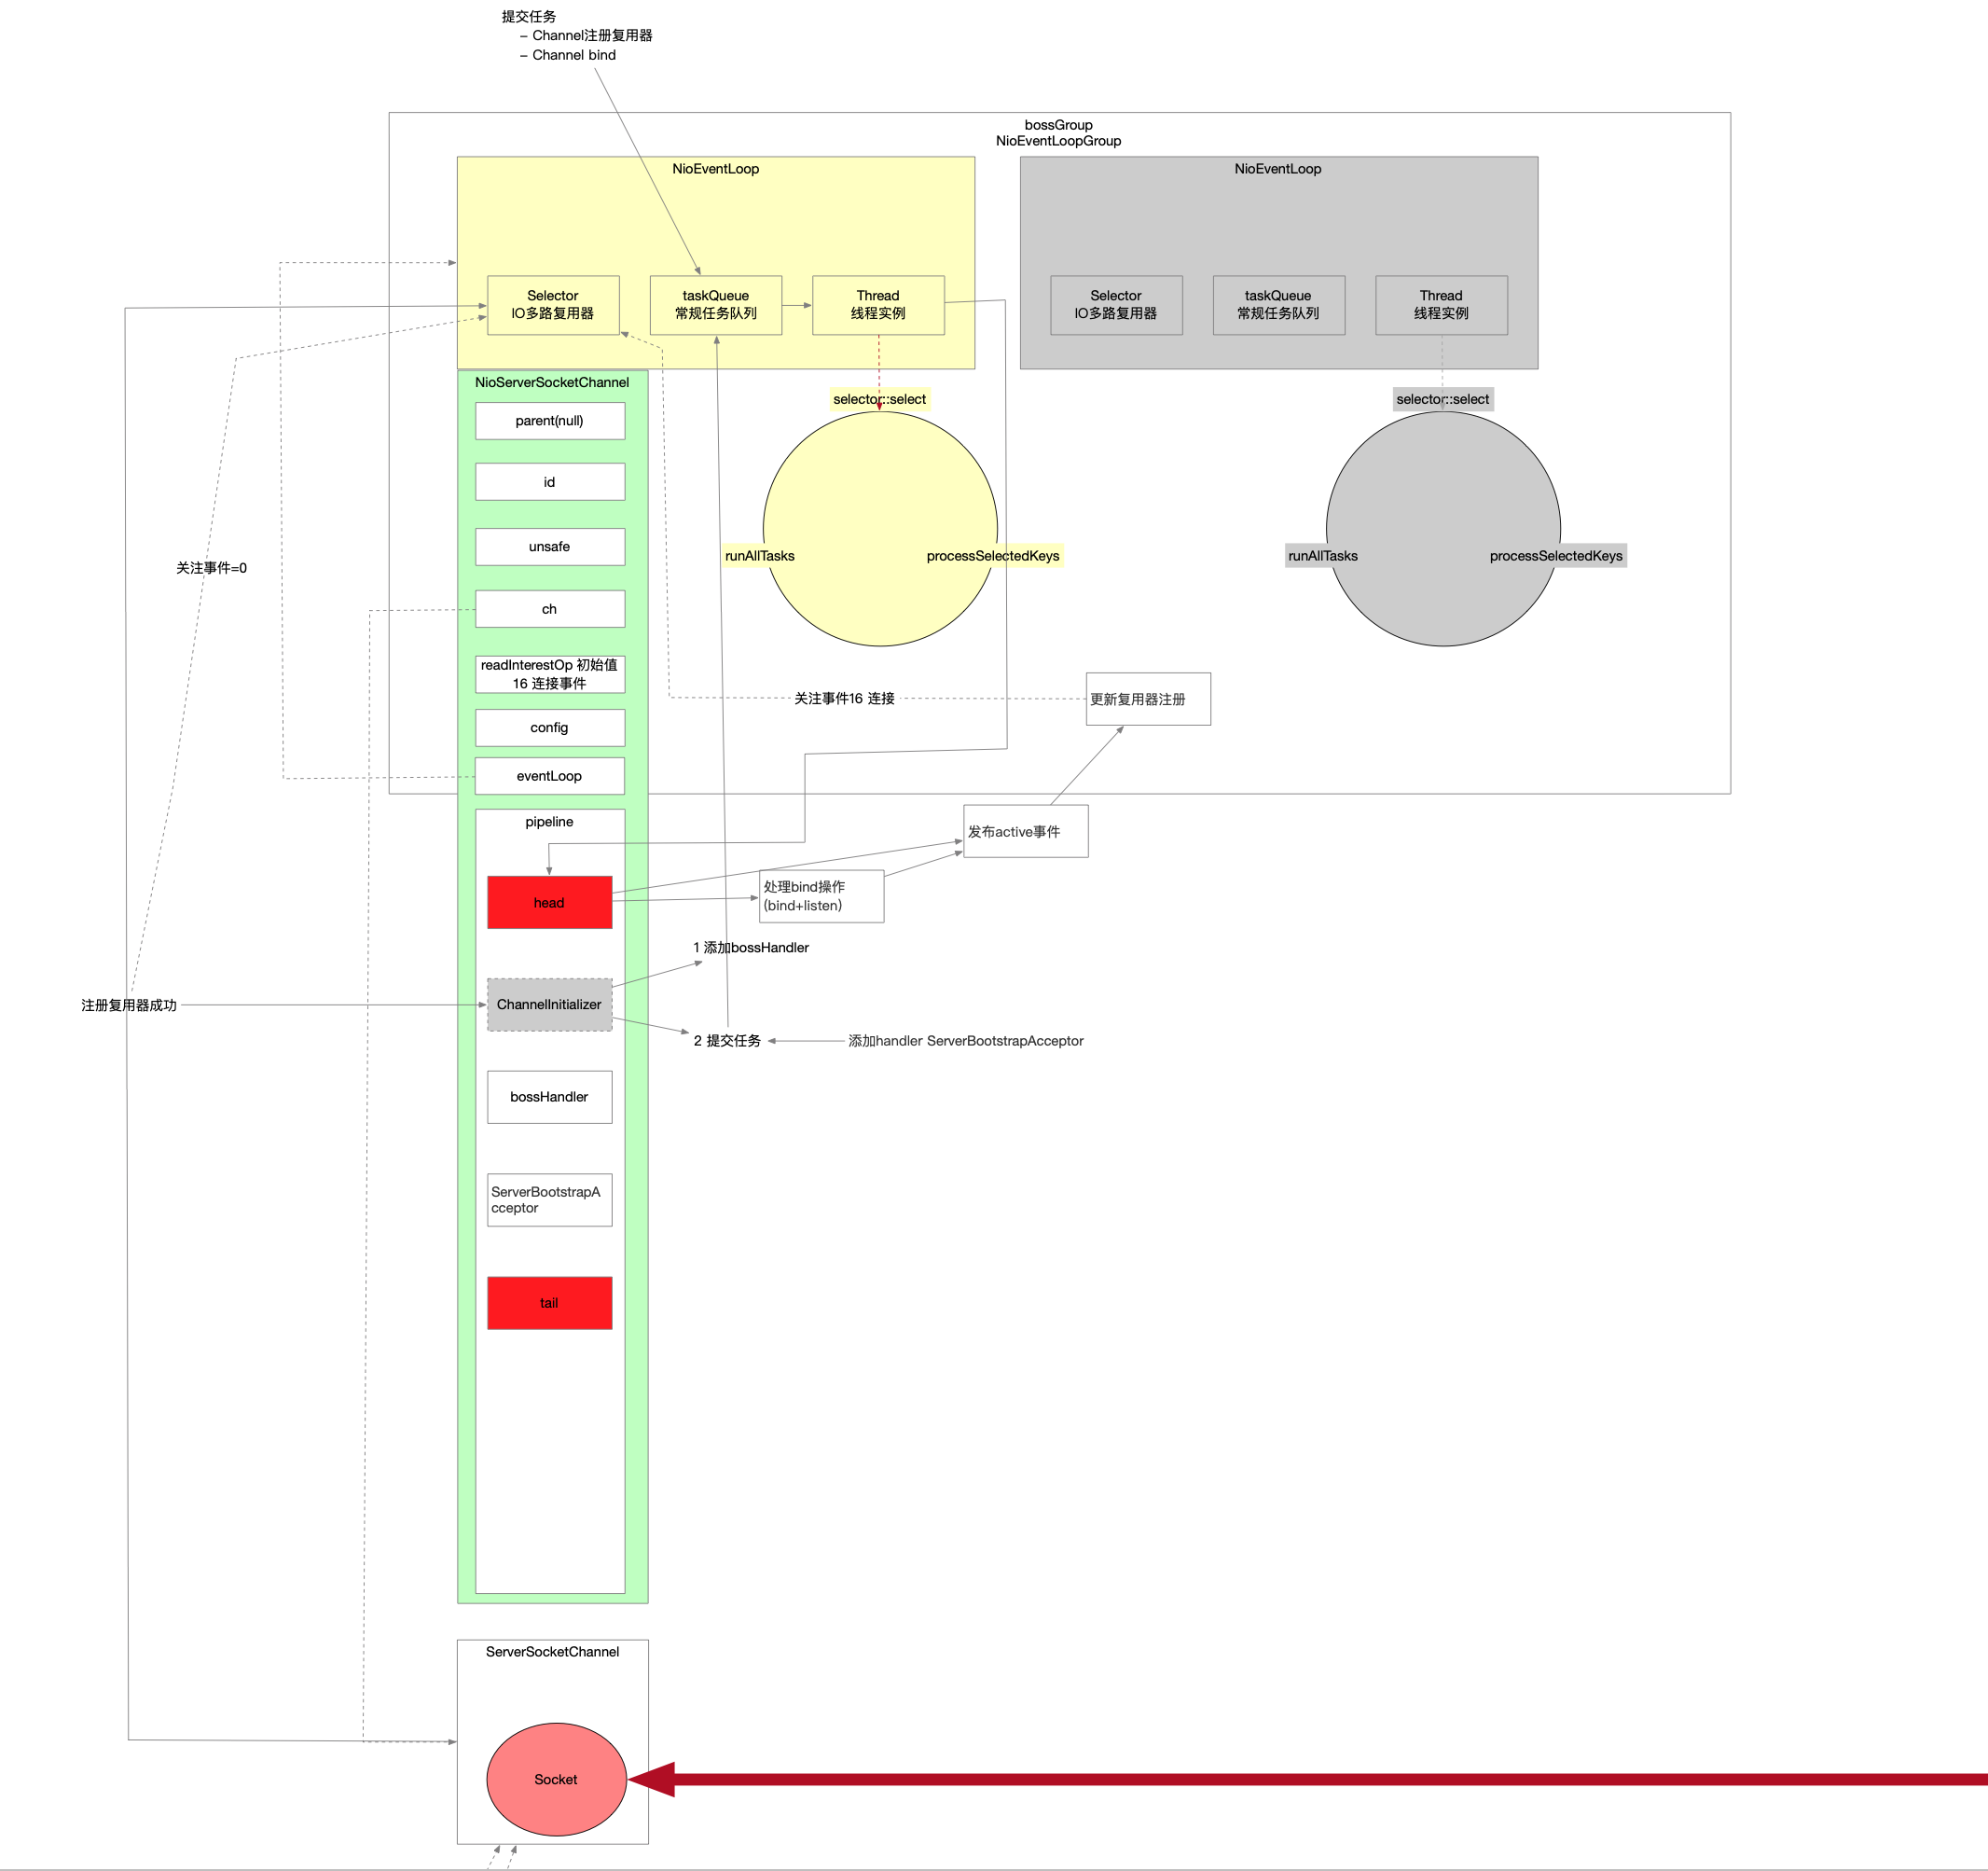 提交任务
– Channel注册复用器
– Channel bind
bossGroup
NioEventLoopGroup
NioEventLoop
Selector
IO多路复用器
taskQueue
常规任务队列
Thread
线程实例
NioEventLoop
Selector
IO多路复用器
taskQueue
常规任务队列
Thread
线程实例
selector::select
runAllTasks
processSelectedKeys
selector::select
runAllTasks
processSelectedKeys
NioServerSocketChannel
parent(null)
id
unsafe
ch
readInterestOp 初始值
16 连接事件
config
eventLoop
pipeline
head
ChannelInitializer
bossHandler
ServerBootstrapA
cceptor
tail
关注事件=0
关注事件16 连接
更新复用器注册
发布active事件
处理bind操作
(bind+listen)
1 添加bossHandler
注册复用器成功
2 提交任务
添加handler ServerBootstrapAcceptor
ServerSocketChannel
Socket